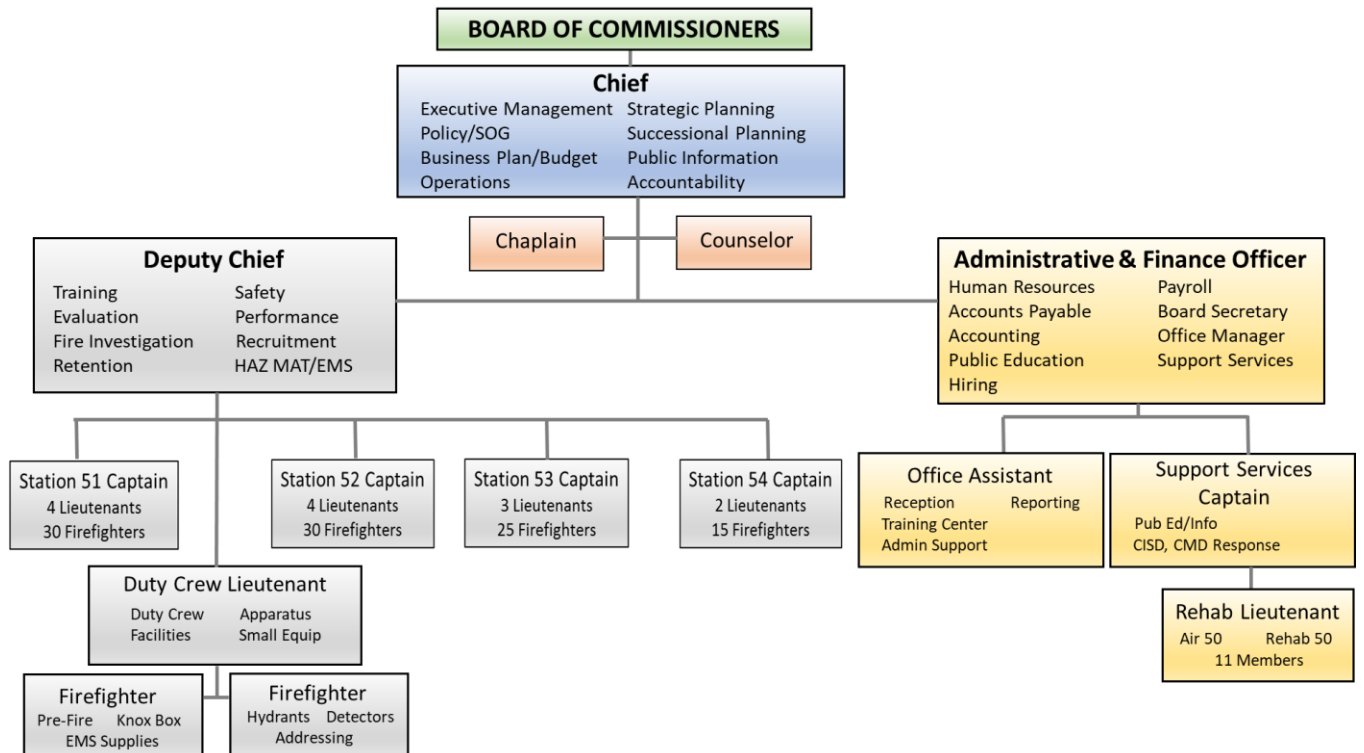 BOARD OF COMMISSIONERS
Chief
Executive Management Strategic Planning
Policy/SOG Successional Planning
Business Plan/Budget Public Information
Operations Accountability
Chaplain
Counselor
Deputy Chief
Training Safety
Evaluation Performance
Fire Investigation Recruitment
Retention HAZ MAT/EMS
Administrative & Finance Officer
Human Resources Payroll
Accounts Payable Board Secretary
Accounting Office Manager
Public Education Support Services
Hiring
Station 51 Captain
4 Lieutenants
30 Firefighters
Station 52 Captain
4 Lieutenants
30 Firefighters
Station 53 Captain
3 Lieutenants
25 Firefighters
Station 54 Captain
2 Lieutenants
15 Firefighters
Office Assistant
Reception Reporting
Training Center
Admin Support
Support Services
Captain
Pub Ed/Info
CISD, CMD Response
Duty Crew Lieutenant
Duty Crew Apparatus
Facilities Small Equip
Rehab Lieutenant
Air 50 Rehab 50
11 Members
Firefighter
Pre-Fire Knox Box
EMS Supplies
Firefighter
Hydrants Detectors
Addressing